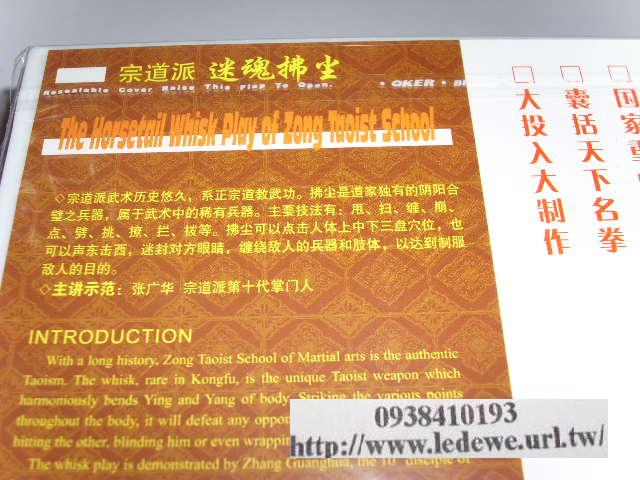 宗道派 迷魂拂尘
Resealable Cover Raise This Flap To Open.
• OKER •
The Horsetail Whisk Play of Zong Taoist School
◇宗道派武术历史悠久，系正宗道教武功。拂尘是道家独有的阴阳合
璧之兵器，属于武术中的稀有兵器。主要技法有：甩、扫、缠、崩、
点、劈、挑、撩、拦、拨等。拂尘可以点击人体上中下三盘穴位，也
可以声东击西，迷封对方眼睛，缠绕敌人的兵器和肢体，以达到制服
敌人的目的。
◇主讲示范：张广华 宗道派第十代掌门人
INTRODUCTION
With a long history, Zong Taoist School of Martial arts is the authentic
Taoism. The whisk, rare in Kongfu, is the unique Taoist weapon which
harmoniously bends Ying and Yang of body. Striking the various points
throughout the body, it will defeat any
hitting the other, blinding him or even
The whisk play is demonstrated by Zhang Guanghua, the 10 disciple of
□国家重
□囊括天下名拳
□大投入大制作
0938410193
http://www.ledewe.url.tw/